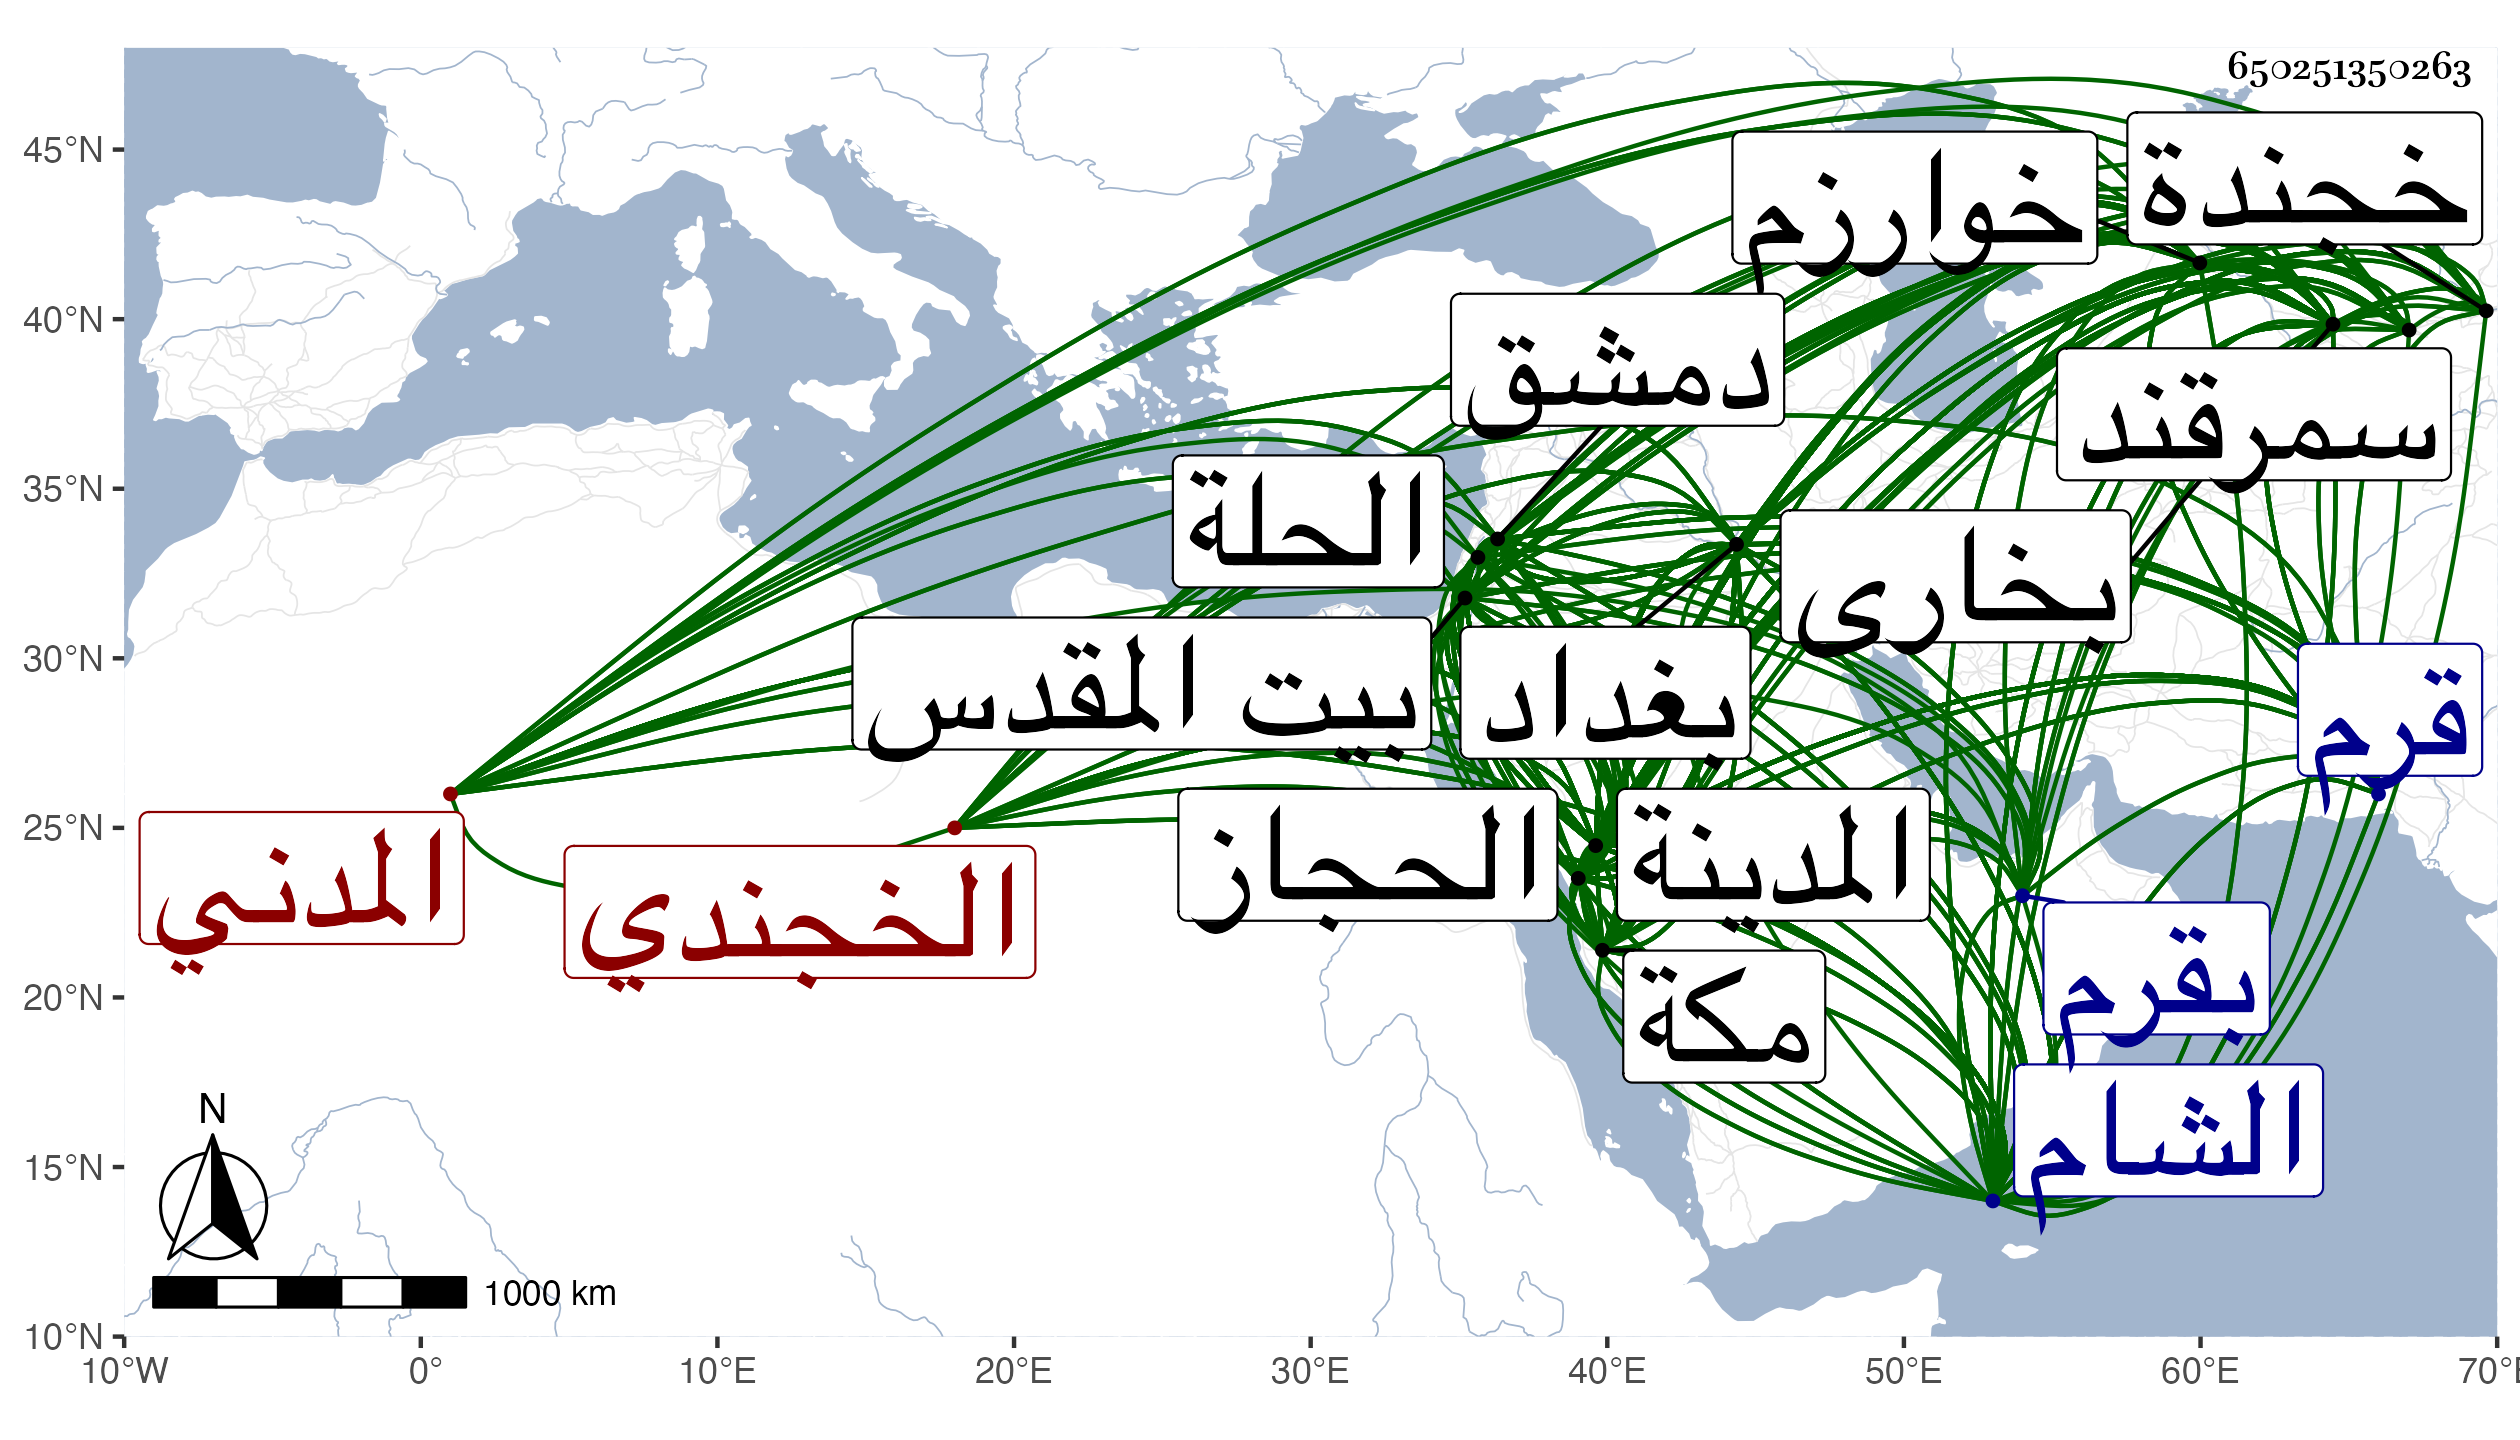 650251350263
خجندة
خوارزم
دمشق
سمرقند
الحلة
بخارى
بيت المقدس
بغداد
قرم
الحجاز
المدينة
المدني
الخجندي
بقرم
مكة
الشام
45°N
40°N
35°N
30°N
25°N
20°N
15°N
10°N
N
1000 km
10°W 0° 10°E 20°E 30°E 40°E 50°E 60°E 70°E